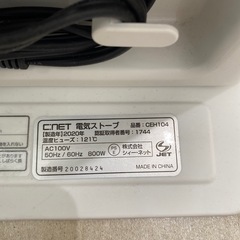 C:NET 電気ストーブ 品番：CEH104
【製造年】2020年 認証取得者番号：1744
温度ヒューズ：121℃
AC100V
50Hz / 60Hz 800W
株式会社
シィー・ネット
PS
E
JET
製造番号 20028424
MADE IN CHINA